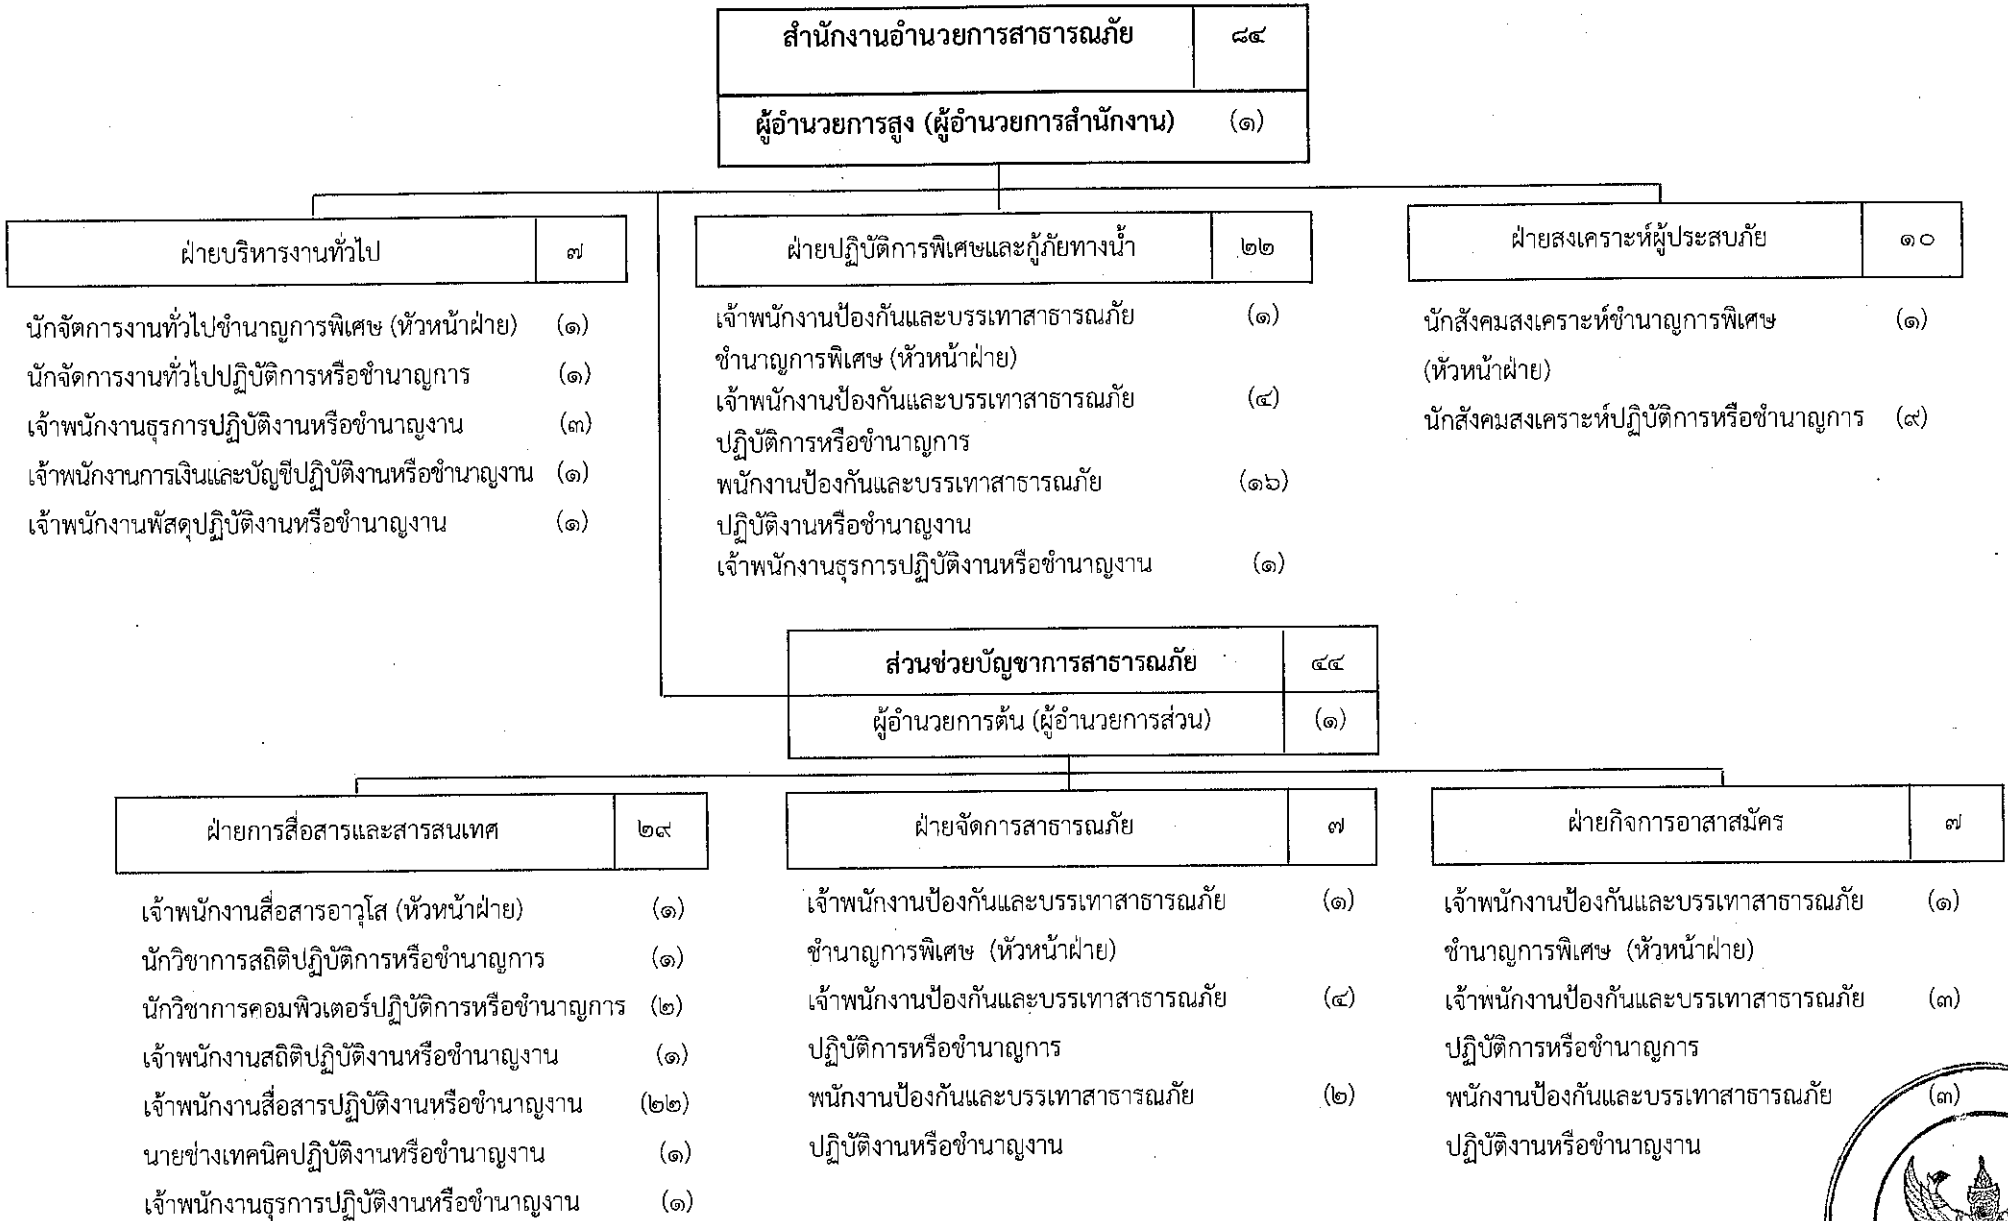 สำนักงานอำนวยการสาธารณภัย ๘๔
ผู้อำนวยการสูง (ผู้อำนวยการสำนักงาน) (๑)
ฝ่ายบริหารงานทั่วไป ๗
นักจัดการงานทั่วไปชำนาญการพิเศษ (หัวหน้าฝ่าย) (๑)
นักจัดการงานทั่วไปปฏิบัติการหรือชำนาญการ (๑)
เจ้าพนักงานธุรการปฏิบัติงานหรือชำนาญงาน (๓)
เจ้าพนักงานการเงินและบัญชีปฏิบัติงานหรือชำนาญงาน (๑)
เจ้าพนักงานพัสดุปฏิบัติงานหรือชำนาญงาน (๑)
ฝ่ายปฏิบัติการพิเศษและกู้ภัยทางน้ำ ๒๒
เจ้าพนักงานป้องกันและบรรเทาสาธารณภัย (๑)
ชำนาญการพิเศษ (หัวหน้าฝ่าย)
เจ้าพนักงานป้องกันและบรรเทาสาธารณภัย (๔)
ปฏิบัติการหรือชำนาญการ
พนักงานป้องกันและบรรเทาสาธารณภัย (๑๖)
ปฏิบัติงานหรือชำนาญงาน
เจ้าพนักงานธุรการปฏิบัติงานหรือชำนาญงาน (๑)
ฝ่ายสงเคราะห์ผู้ประสบภัย ๑๐
นักสังคมสงเคราะห์ชำนาญการพิเศษ (๑)
(หัวหน้าฝ่าย)
นักสังคมสงเคราะห์ปฏิบัติการหรือชำนาญการ (๙)
ส่วนช่วยบัญชาการสาธารณภัย ๔๔
ผู้อำนวยการต้น (ผู้อำนวยการส่วน) (๑)
ฝ่ายการสื่อสารและสารสนเทศ ๒๙
เจ้าพนักงานสื่อสารอาวุโส (หัวหน้าฝ่าย) (๑)
นักวิชาการสถิติปฏิบัติการหรือชำนาญการ (๑)
นักวิชาการคอมพิวเตอร์ปฏิบัติการหรือชำนาญการ (๒)
เจ้าพนักงานสถิติปฏิบัติงานหรือชำนาญงาน (๑)
เจ้าพนักงานสื่อสารปฏิบัติงานหรือชำนาญงาน (๒๒)
นายช่างเทคนิคปฏิบัติงานหรือชำนาญงาน (๑)
เจ้าพนักงานธุรการปฏิบัติงานหรือชำนาญงาน (๑)
ฝ่ายจัดการสาธารณภัย ๗
เจ้าพนักงานป้องกันและบรรเทาสาธารณภัย (๑)
ชำนาญการพิเศษ (หัวหน้าฝ่าย)
เจ้าพนักงานป้องกันและบรรเทาสาธารณภัย (๔)
ปฏิบัติการหรือชำนาญการ
พนักงานป้องกันและบรรเทาสาธารณภัย (๒)
ปฏิบัติงานหรือชำนาญงาน
ฝ่ายกิจการอาสาสมัคร ๗
เจ้าพนักงานป้องกันและบรรเทาสาธารณภัย (๑)
ชำนาญการพิเศษ (หัวหน้าฝ่าย)
เจ้าพนักงานป้องกันและบรรเทาสาธารณภัย (๓)
ปฏิบัติการหรือชำนาญการ
พนักงานป้องกันและบรรเทาสาธารณภัย (๓)
ปฏิบัติงานหรือชำนาญงาน